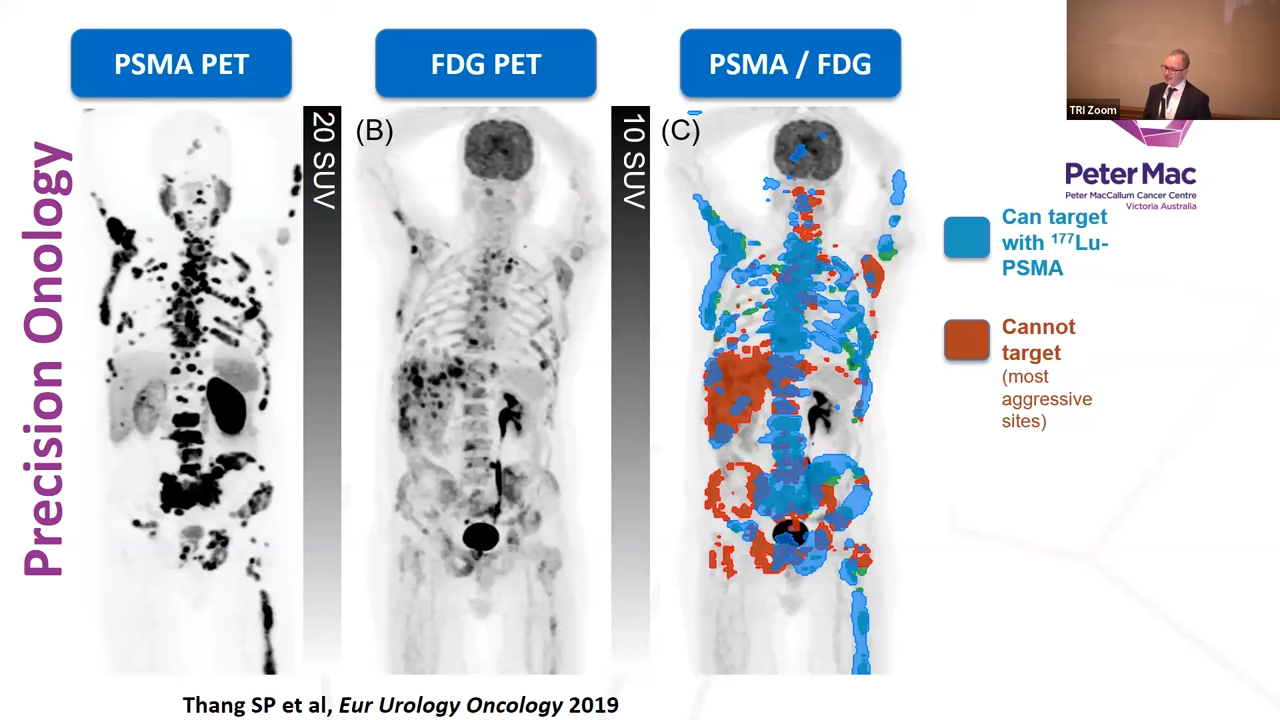 PSMA PET
FDG PET
PSMA / FDG
TRI Zoom
Precision Onology
20 SUV
(B)
10 SUV
(C)
Peter Mac
Peter MacCallum Cancer Centre
Victoria Australia
Can target
with ¹⁷⁷Lu-
PSMA
Cannot
target
(most
aggressive
sites)
Thang SP et al, Eur Urology Oncology 2019